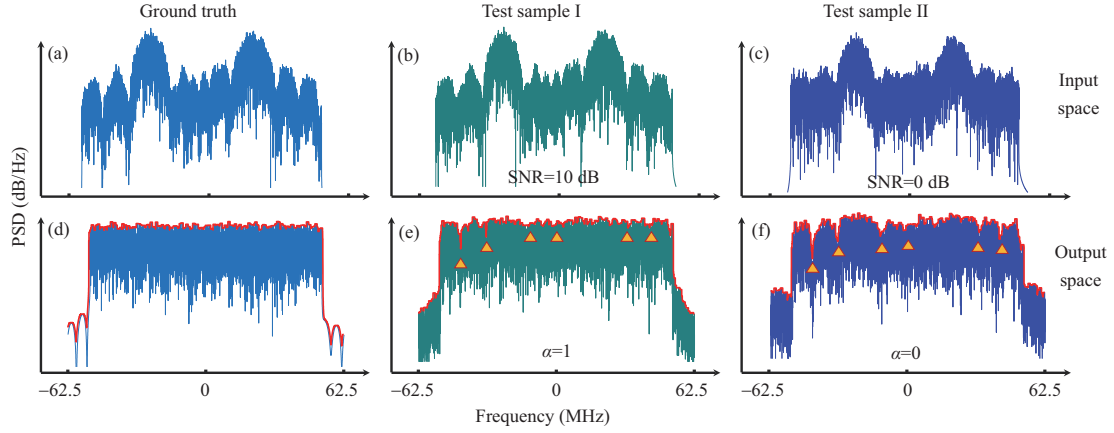 Ground truth
Test sample I
Test sample II
(a)
(b)
(c)
Input space
SNR=10 dB
SNR=0 dB
PSD (dB/Hz)
(d)
(e)
(f)
Output space
α=1
α=0
−62.5
0
62.5
−62.5
0
62.5
−62.5
0
62.5
Frequency (MHz)